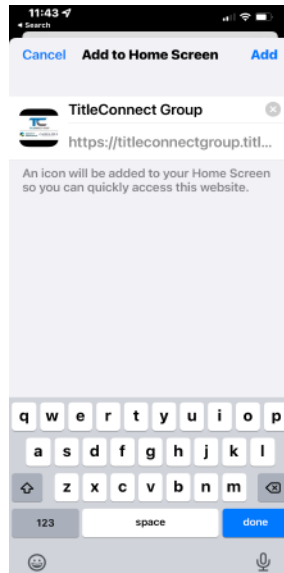 11:43
◀ Search
Cancel Add to Home Screen Add
TitleConnect Group
https://titleconnectgroup.titl...
An icon will be added to your Home Screen
so you can quickly access this website.
q w e r t y u i o p
a s d f g h j k l
z x c v b n m
123 space done